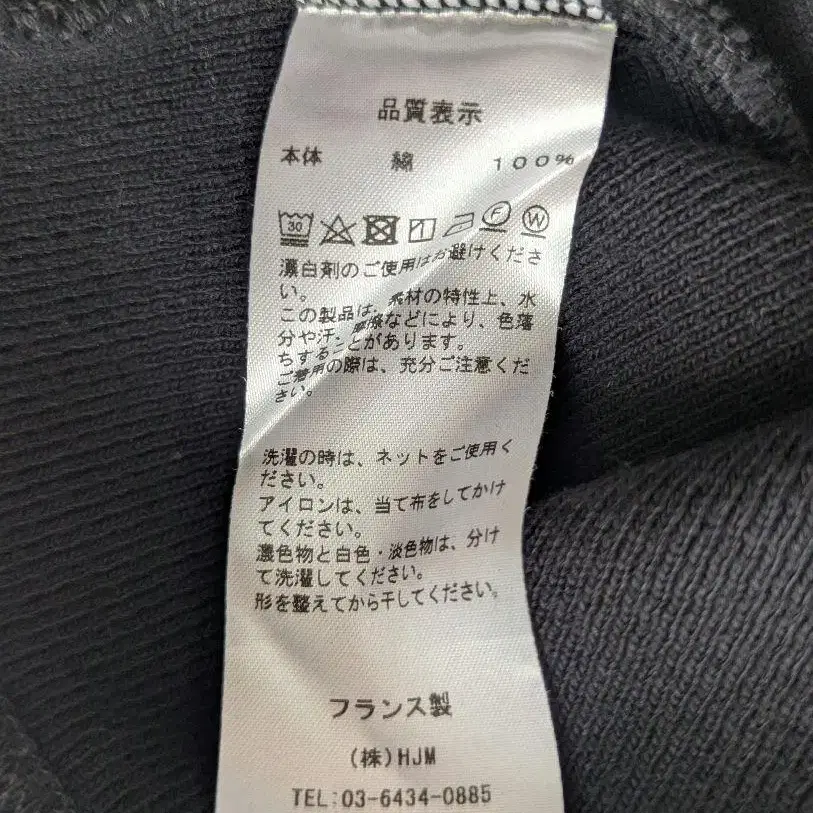 品質表示
本体 綿 100%
30 F W
漂白剤のご使用はお避けくださ
い。
この製品は、素材の特性上、水
分や汗、摩擦などにより、色落
ちすることがあります。
ご着用の際は、充分ご注意くだ
さい。
洗濯の時は、ネットをご使用く
ださい。
アイロンは、当て布をしてかけ
てください。
濃色物と白色・淡色物は、分け
て洗濯してください。
形を整えてから干してください。
フランス製
(株)HJM
TEL:03-6434-0885